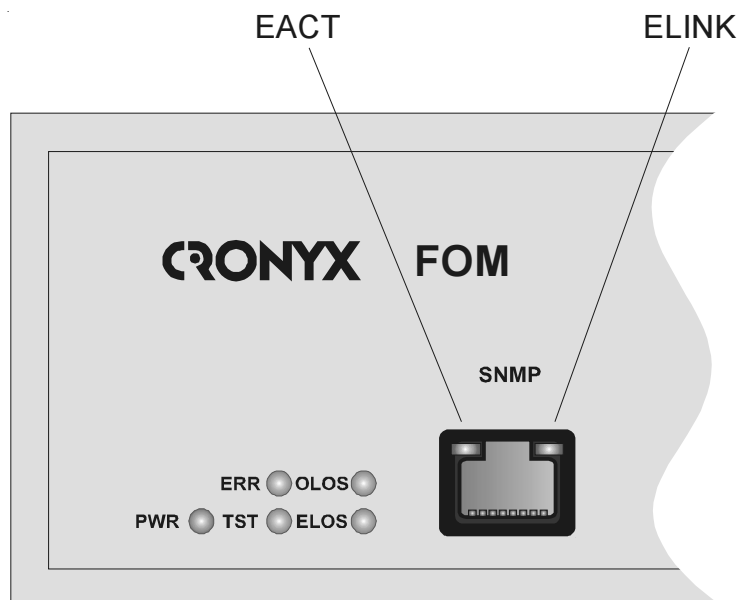 EACT ELINK
CRONYX FOM
SNMP
ERR OLOS
PWR TST ELOS